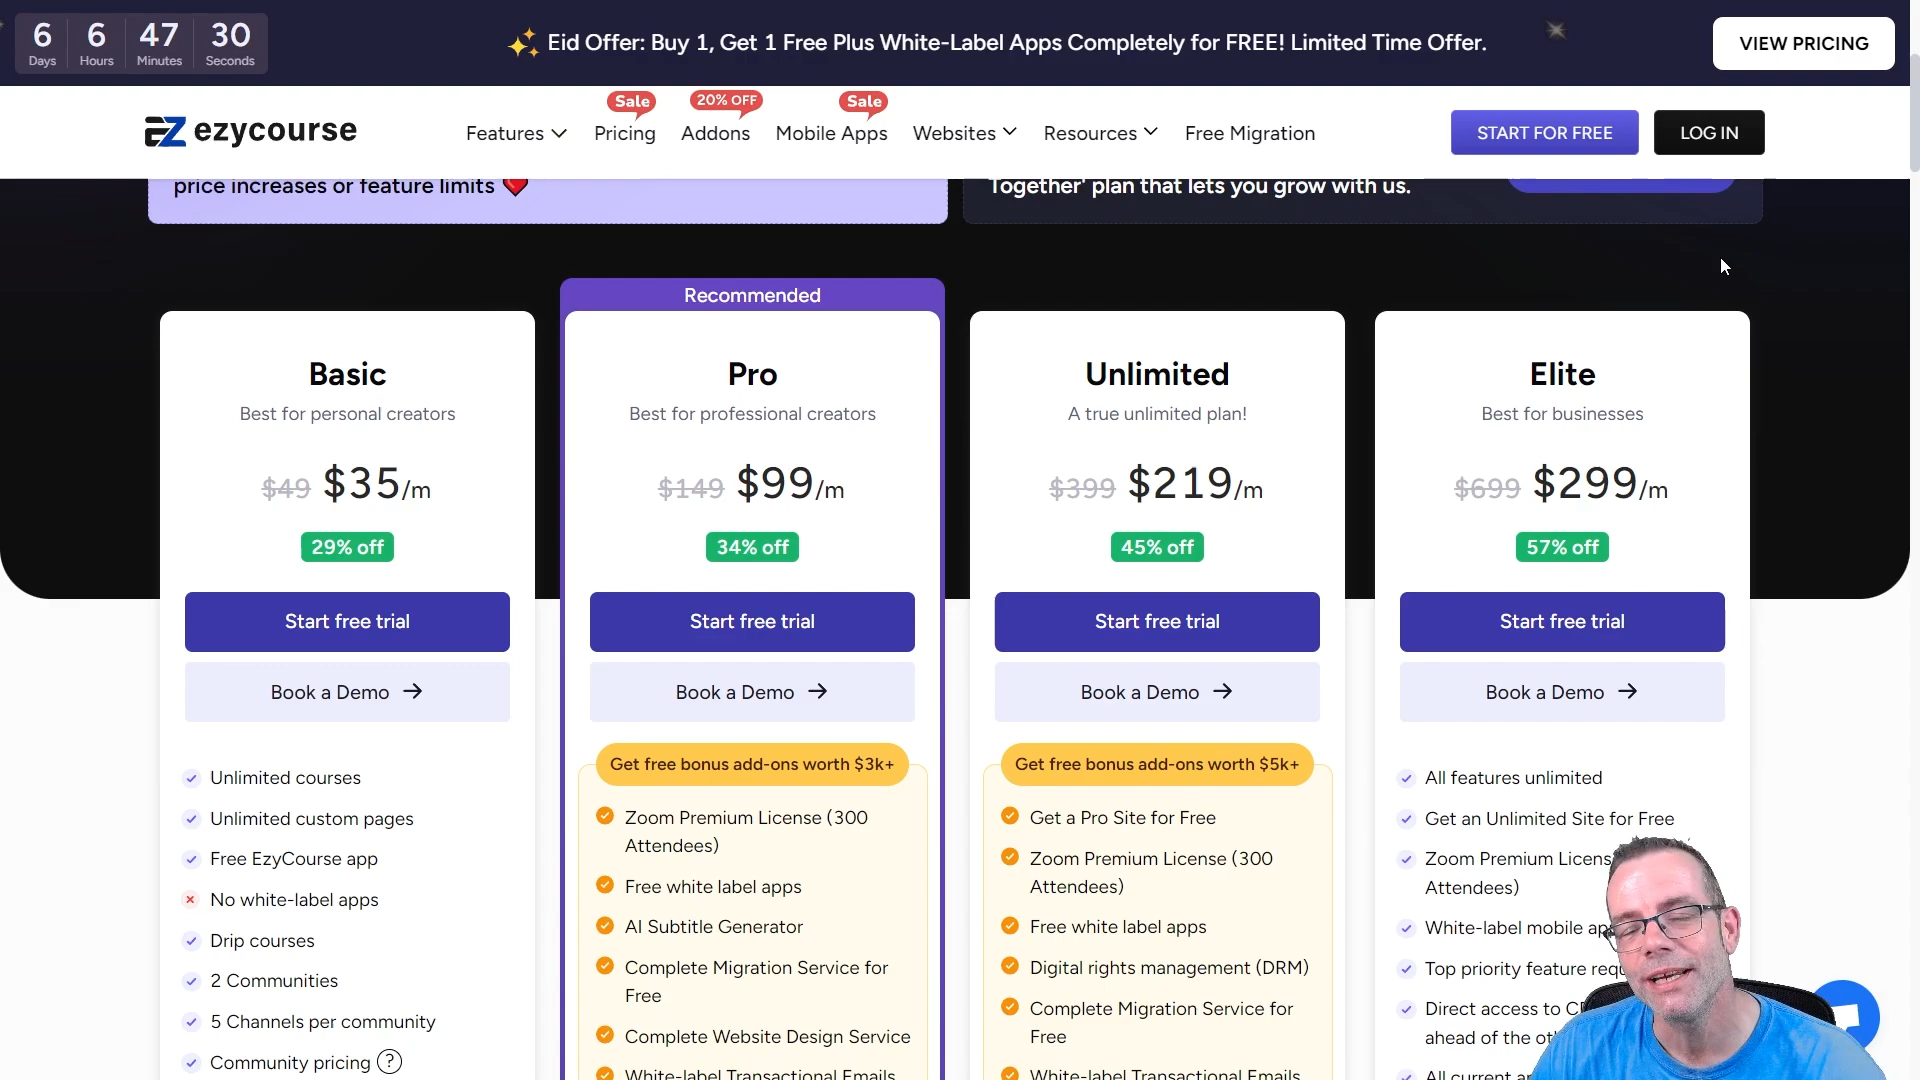 6 6 47 30
Days Hours Minutes Seconds
✨ Eid Offer: Buy 1, Get 1 Free Plus White-Label Apps Completely for FREE! Limited Time Offer.
VIEW PRICING
Sale 20% OFF Sale
ezycourse
Features Pricing Addons Mobile Apps Websites Resources Free Migration
START FOR FREE LOG IN
price increases or feature limits ❤️
Together' plan that lets you grow with us.
Recommended
Basic
Best for personal creators
$49 $35/m
29% off
Start free trial
Book a Demo →
Unlimited courses
Unlimited custom pages
Free EzyCourse app
No white-label apps
Drip courses
2 Communities
5 Channels per community
Community pricing ?
Pro
Best for professional creators
$149 $99/m
34% off
Start free trial
Book a Demo →
Get free bonus add-ons worth $3k+
Zoom Premium License (300
Attendees)
Free white label apps
AI Subtitle Generator
Complete Migration Service for
Free
Complete Website Design Service
White-label Transactional Emails
Unlimited
A true unlimited plan!
$399 $219/m
45% off
Start free trial
Book a Demo →
Get free bonus add-ons worth $5k+
Get a Pro Site for Free
Zoom Premium License (300
Attendees)
Free white label apps
Digital rights management (DRM)
Complete Migration Service for
Free
White-label Transactional Emails
Elite
Best for businesses
$699 $299/m
57% off
Start free trial
Book a Demo →
All features unlimited
Get an Unlimited Site for Free
Zoom Premium Licens
Attendees)
White-label mobile
Top priority feature
Direct access to
ahead of the
All current